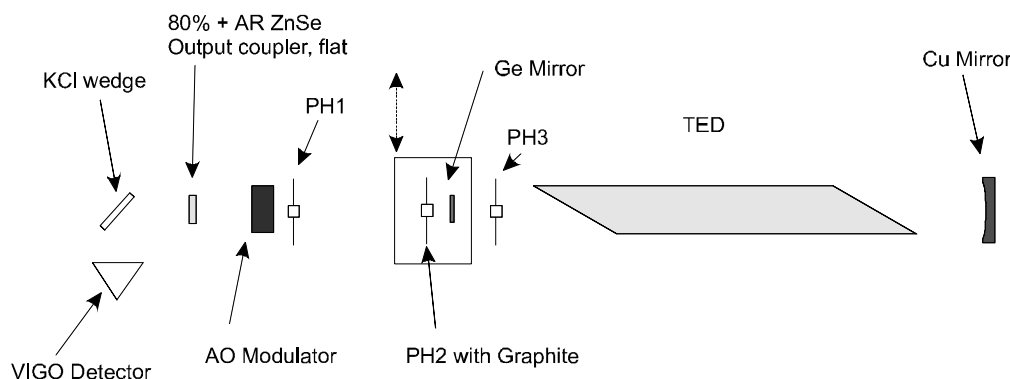 80% + AR ZnSe
Output coupler, flat
KCl wedge
PH1
Ge Mirror
Cu Mirror
TED
PH3
VIGO Detector
AO Modulator
PH2 with Graphite